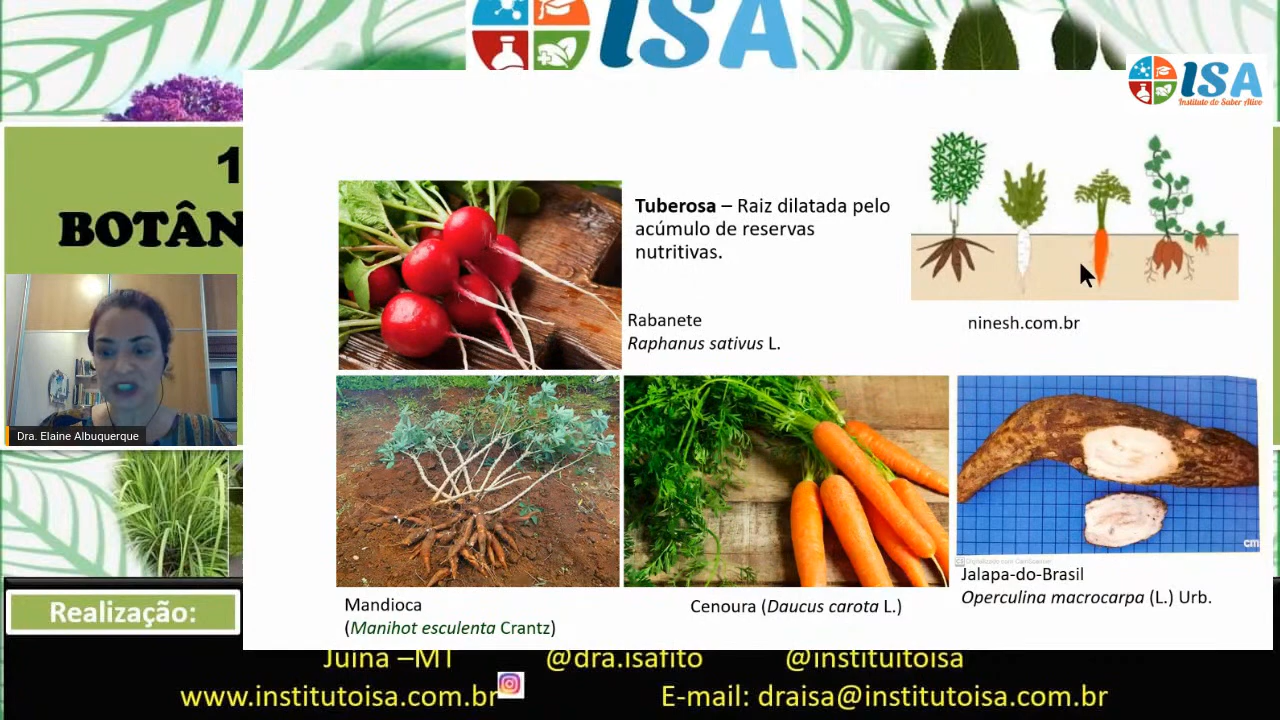 ISA
ISA
Instituto do Saber Ativo
1
BOTÂN
Tuberosa – Raiz dilatada pelo
acúmulo de reservas
nutritivas.
Rabanete
Raphanus sativus L.
ninesh.com.br
Dra. Elaine Albuquerque
cm
Mandioca
(Manihot esculenta Crantz)
Cenoura (Daucus carota L.)
Jalapa-do-Brasil
Operculina macrocarpa (L.) Urb.
Realização:
Juína –MT
@dra.isafito
@instituitoisa
www.institutoisa.com.br
E-mail: draisa@institutoisa.com.br